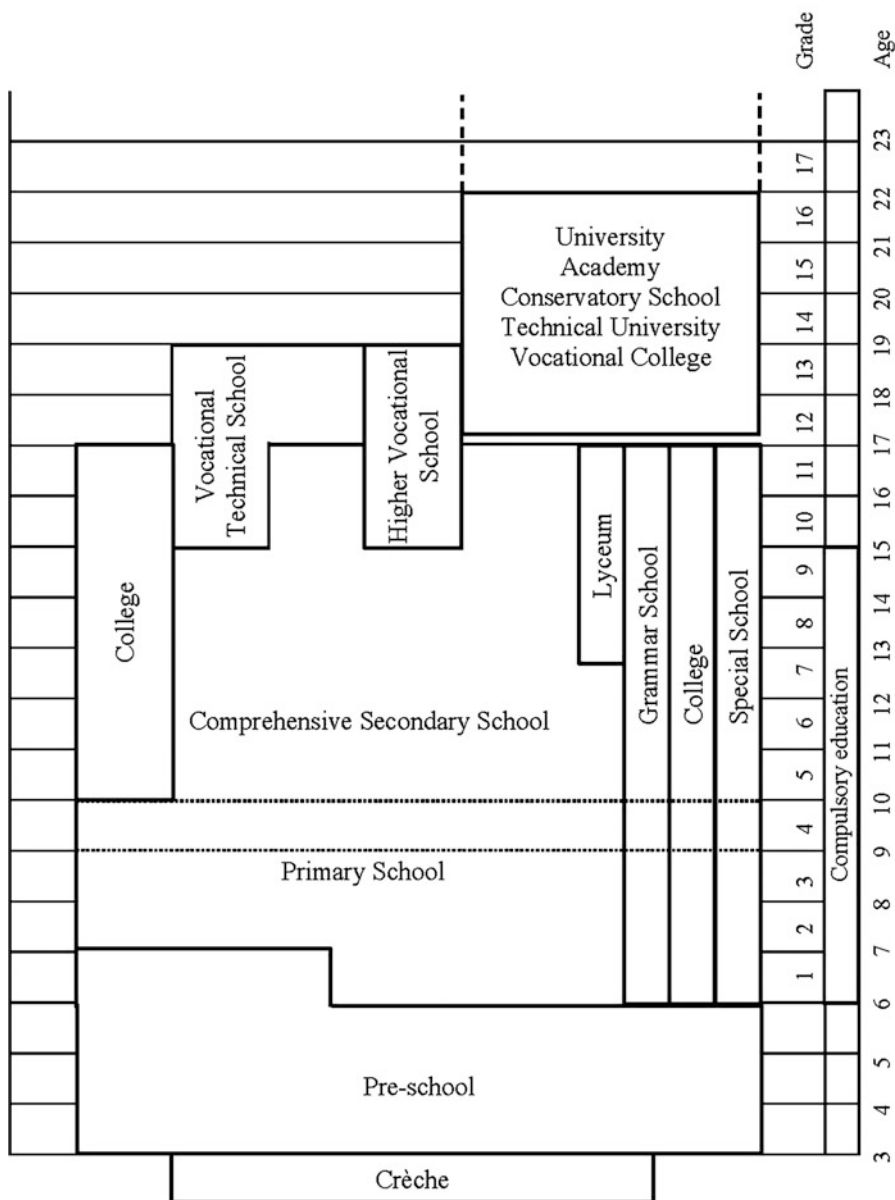 Grade
Age
23
17
22
16
21
15
20
14
19
13
18
12
17
11
16
10
15
9
14
8
13
7
12
6
11
5
10
4
9
3
8
2
7
1
6
5
4
3
University
Academy
Conservatory School
Technical University
Vocational College
Vocational
Technical School
Higher Vocational
School
College
Lyceum
Grammar School
College
Special School
Compulsory education
Comprehensive Secondary School
Primary School
Pre-school
Crèche